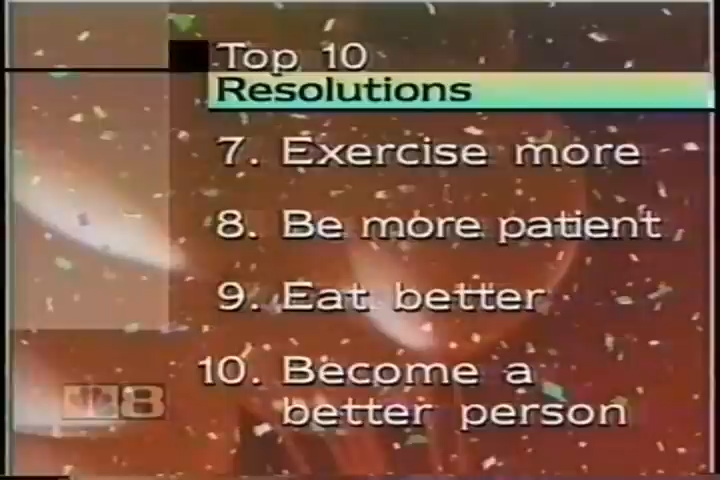 Top 10
Resolutions
7. Exercise more
8. Be more patient
9. Eat better
10. Become a
better person
8